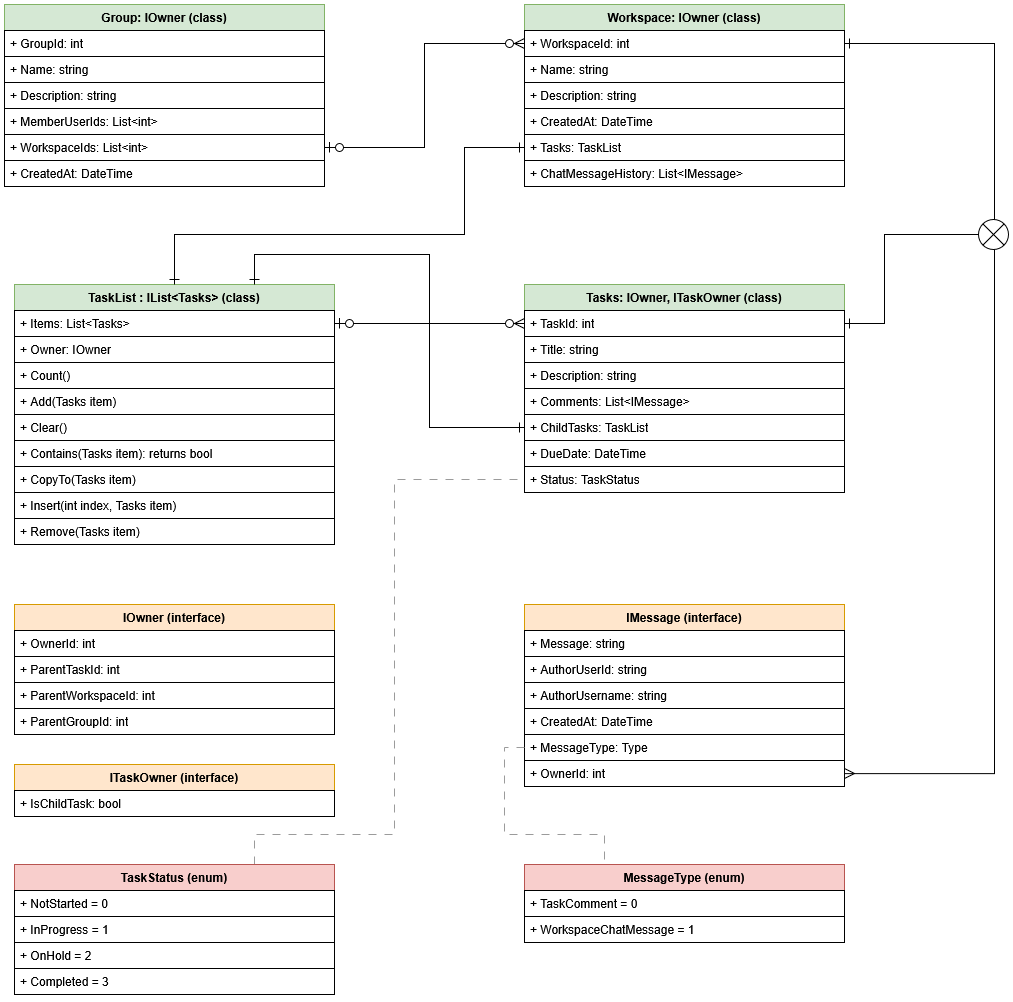 Group: IOwner (class)
+ GroupId: int
+ Name: string
+ Description: string
+ MemberUserIds: List<int>
+ WorkspaceIds: List<int>
+ CreatedAt: DateTime
Workspace: IOwner (class)
+ WorkspaceId: int
+ Name: string
+ Description: string
+ CreatedAt: DateTime
+ Tasks: TaskList
+ ChatMessageHistory: List<IMessage>
TaskList : IList<Tasks> (class)
+ Items: List<Tasks>
+ Owner: IOwner
+ Count()
+ Add(Tasks item)
+ Clear()
+ Contains(Tasks item): returns bool
+ CopyTo(Tasks item)
+ Insert(int index, Tasks item)
+ Remove(Tasks item)
Tasks: IOwner, ITaskOwner (class)
+ TaskId: int
+ Title: string
+ Description: string
+ Comments: List<IMessage>
+ ChildTasks: TaskList
+ DueDate: DateTime
+ Status: TaskStatus
IOwner (interface)
+ OwnerId: int
+ ParentTaskId: int
+ ParentWorkspaceId: int
+ ParentGroupId: int
IMessage (interface)
+ Message: string
+ AuthorUserId: string
+ AuthorUsername: string
+ CreatedAt: DateTime
+ MessageType: Type
+ OwnerId: int
ITaskOwner (interface)
+ IsChildTask: bool
TaskStatus (enum)
+ NotStarted = 0
+ InProgress = 1
+ OnHold = 2
+ Completed = 3
MessageType (enum)
+ TaskComment = 0
+ WorkspaceChatMessage = 1